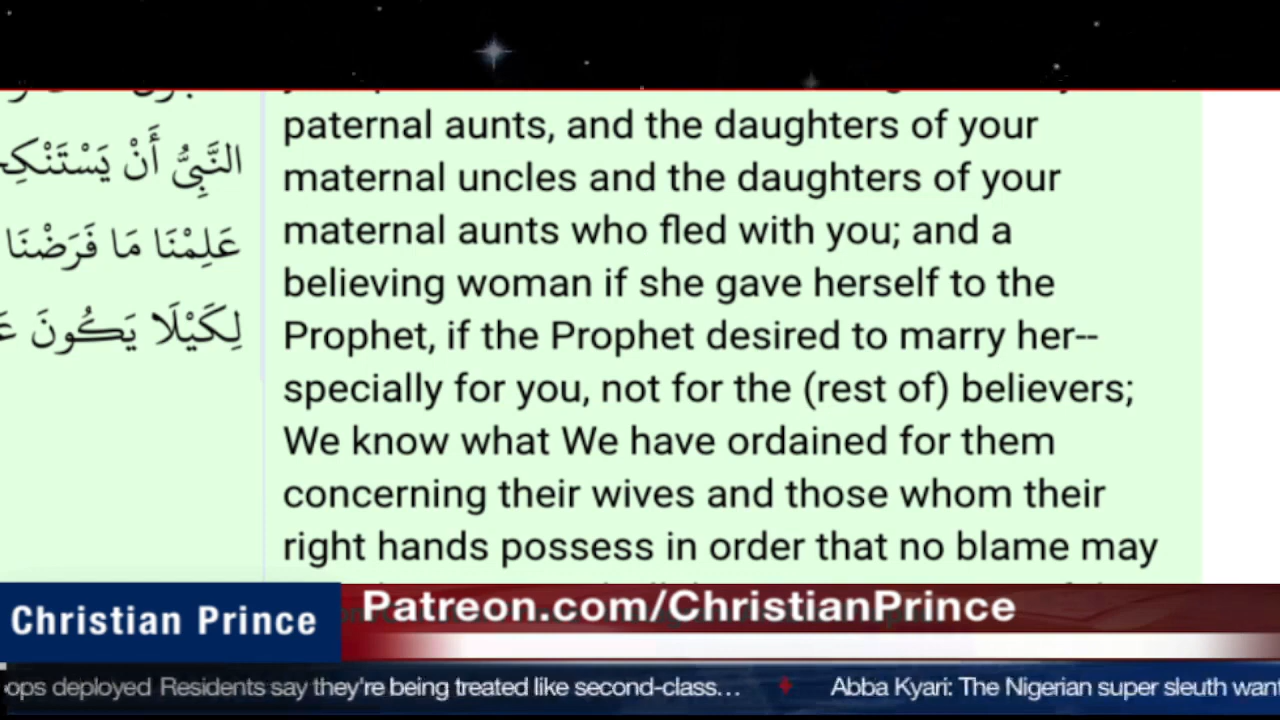 النَّبِيُّ أَنْ يَسْتَنْكِحَ
عَلِمْنَا مَا فَرَضْنَا
لِكَيْلَا يَكُونَ
paternal aunts, and the daughters of your
maternal uncles and the daughters of your
maternal aunts who fled with you; and a
believing woman if she gave herself to the
Prophet, if the Prophet desired to marry her--
specially for you, not for the (rest of) believers;
We know what We have ordained for them
concerning their wives and those whom their
right hands possess in order that no blame may
Christian Prince
Patreon.com/ChristianPrince
deployed Residents say they're being treated like second-class… Abba Kyari: The Nigerian super sleuth